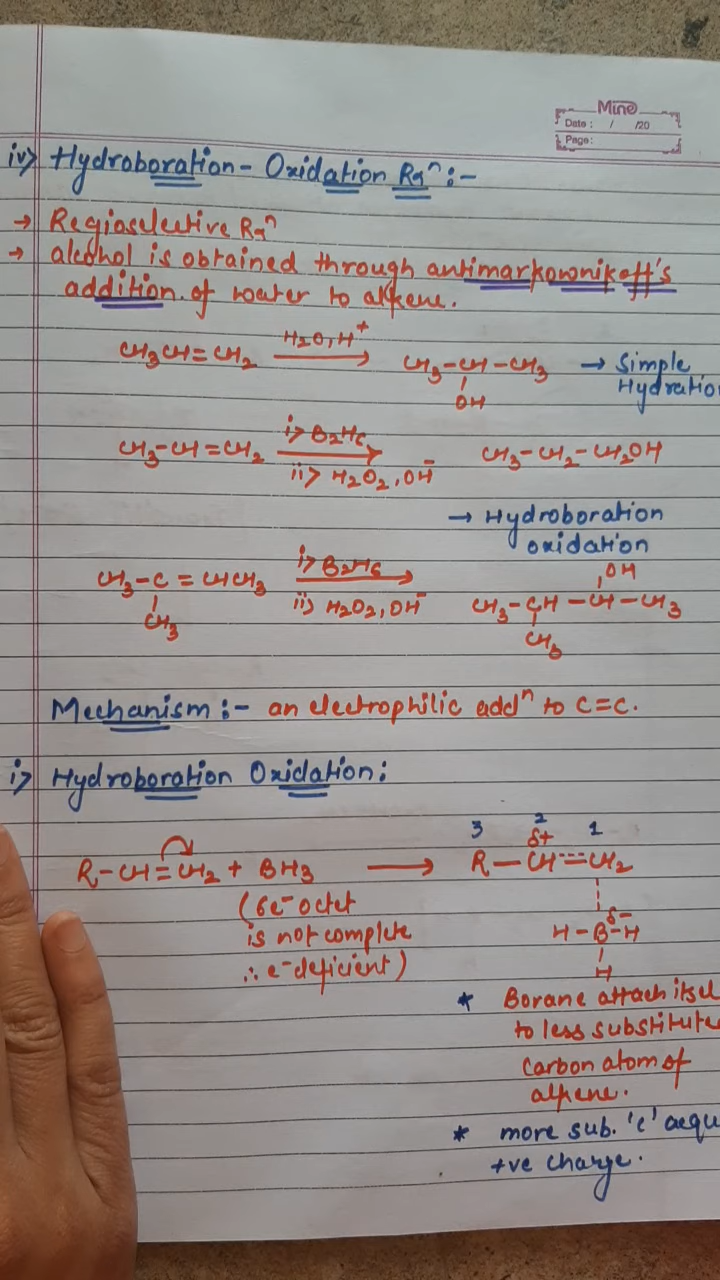 Mine
Date : / /20
Page:
iv> Hydroboration - Oxidation Rxⁿ :-
→ Regioselective Rxⁿ
→ alcohol is obtained through antimarkownikoff's
addition of water to alkene.
CH3CH=CH2 H2O, H⁺ → CH3-CH-CH3 → Simple
OH Hydratio
CH3-CH=CH2 i> B2H6 → CH3-CH2-CH2OH
ii> H2O2, OH⁻
→ Hydroboration
oxidation
CH3-C=CHCH3 i> B2H6 → OH
CH3 ii> H2O2, OH⁻ CH3-CH-CH-CH3
CH3
Mechanism :- an electrophilic addⁿ to C=C.
i> Hydroboration Oxidation :
3 2 1
δ+
R-CH=CH2 + BH3 → R-CH=CH2
(6e⁻ octet δ-
is not complete H-B-H
∴ e⁻deficient) H
* Borane attach itsel
to less substitute
carbon atom of
alkene.
* more sub. 'c' acqu
+ve charge.